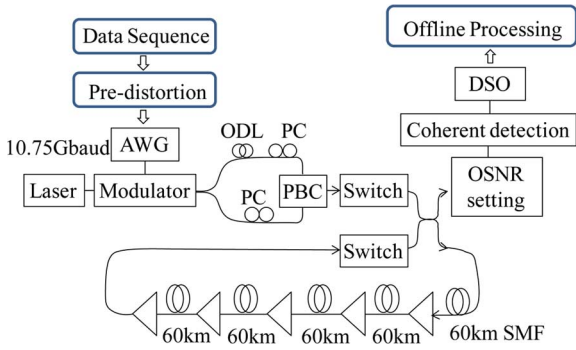 Data Sequence
Offline Processing
Pre-distortion
DSO
10.75Gbaud
AWG
ODL
PC
Coherent detection
Laser
Modulator
PC
PBC
Switch
OSNR
setting
Switch
60km
60km
60km
60km
60km SMF